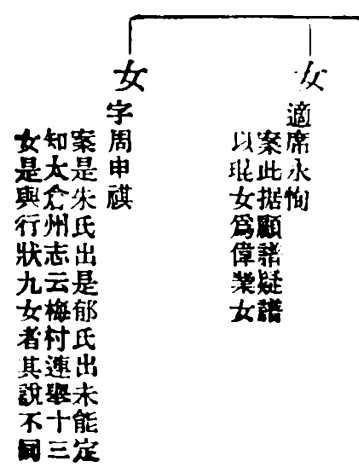 女
適席永恂
案此据顧譜疑譜
以琨女爲偉業女
女
字周申祺
案是朱氏出是郁氏出未能定
知太倉州志云梅村連舉十三
女是與行狀九女者其說不同